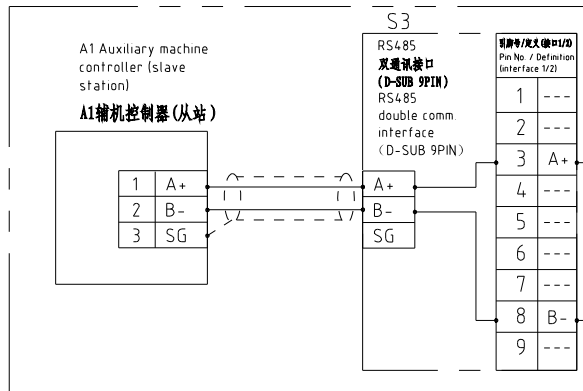 S3
A1 Auxiliary machine
controller (slave
station)
A1辅机控制器(从站)
1 A+
2 B-
3 SG
RS485
双通讯接口
(D-SUB 9PIN)
RS485
double comm.
interface
(D-SUB 9PIN)
A+
B-
SG
引脚号/定义(接口1/2)
Pin No. / Definition
(interface 1/2)
1 ---
2 ---
3 A+
4 ---
5 ---
6 ---
7 ---
8 B-
9 ---